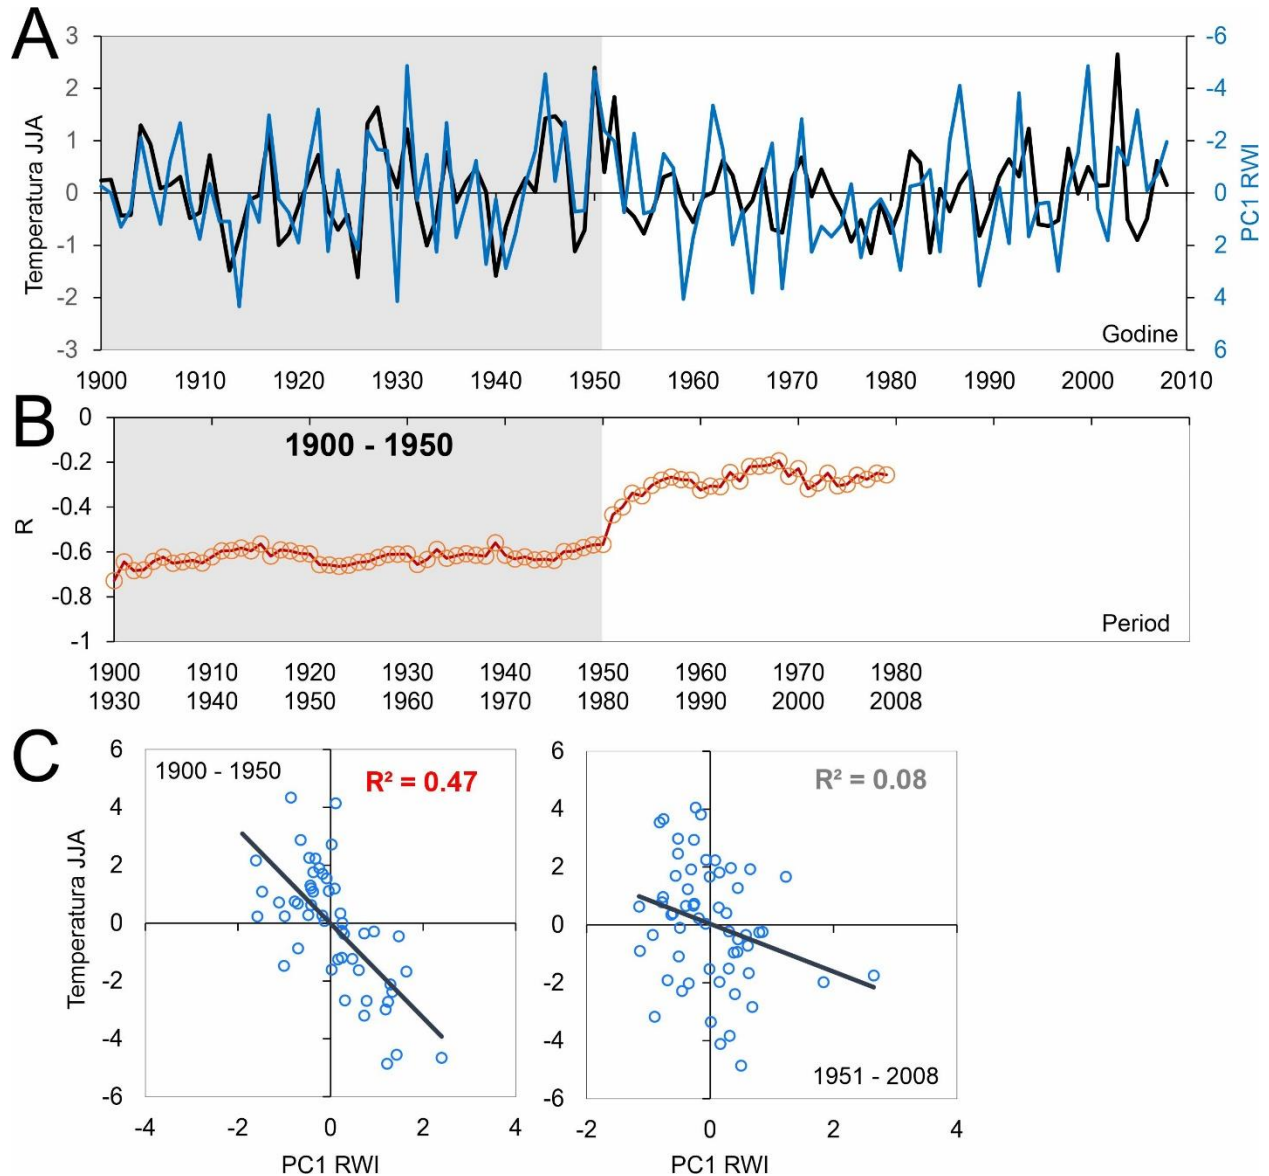 A
Temperatura JJA
3
2
1
0
-1
-2
-3
-6
-4
-2
0
2
4
6
PC1 RWI
Godine
1900 1910 1920 1930 1940 1950 1960 1970 1980 1990 2000 2010
B
R
0
-0.2
-0.4
-0.6
-0.8
-1
1900 - 1950
Period
1900 1910 1920 1930 1940 1950 1960 1970 1980
1930 1940 1950 1960 1970 1980 1990 2000 2008
C
Temperatura JJA
6
4
2
0
-2
-4
-6
1900 - 1950
R² = 0.47
-4 -2 0 2 4
PC1 RWI
6
4
2
0
-2
-4
-6
R² = 0.08
1951 - 2008
-2 0 2 4
PC1 RWI